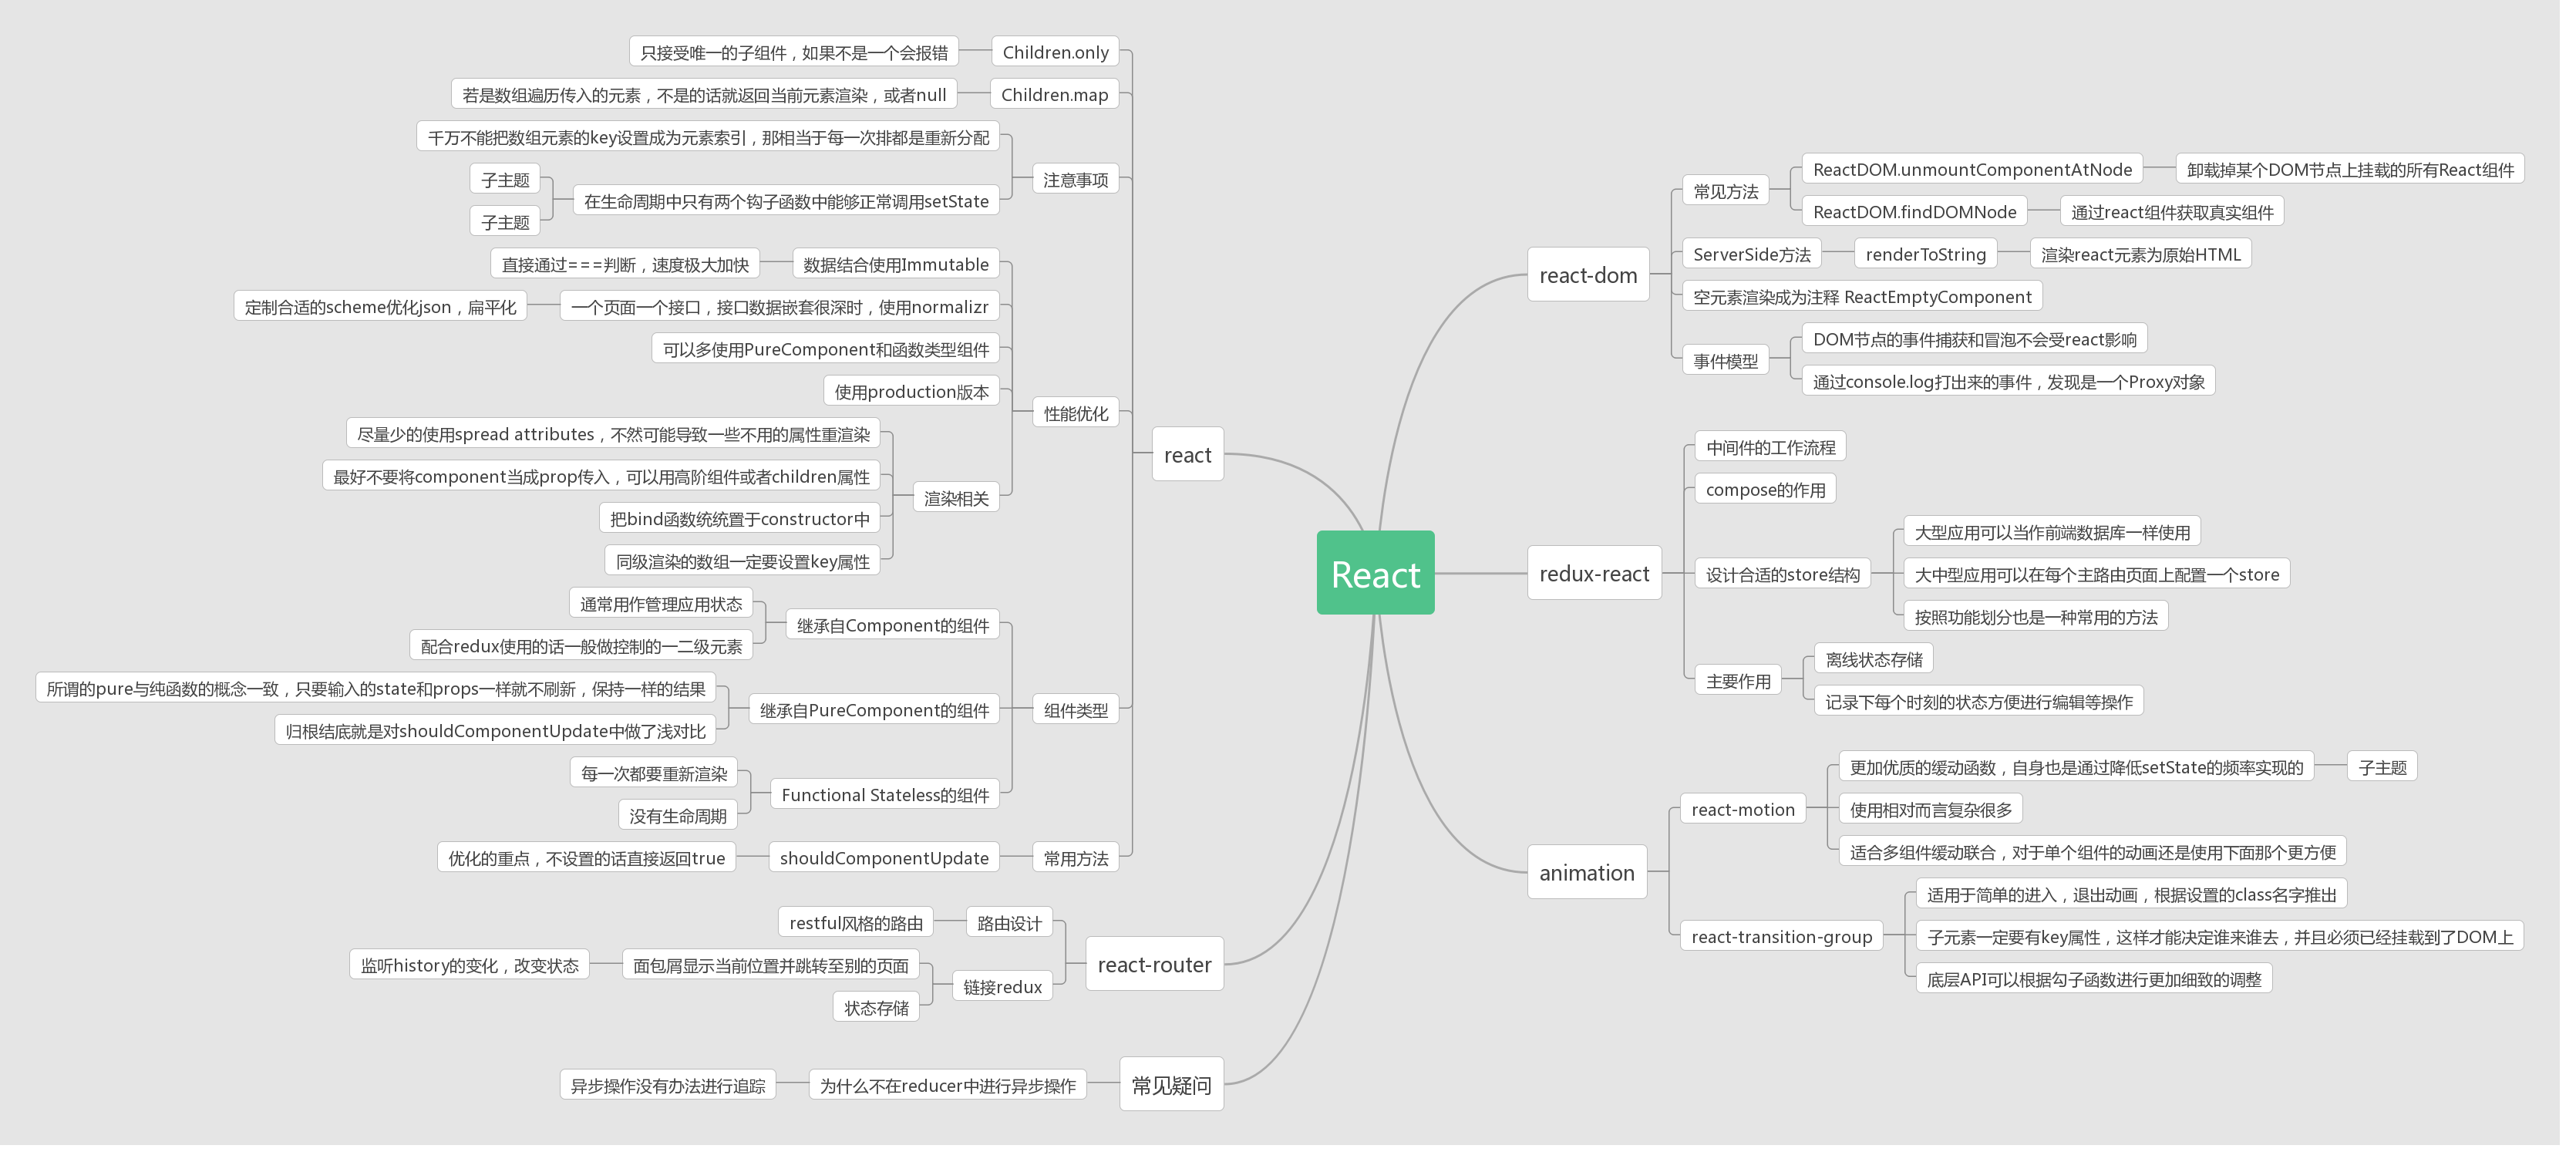 React
react
Children.only
只接受唯一的子组件，如果不是一个会报错
Children.map
若是数组遍历传入的元素，不是的话就返回当前元素渲染，或者null
注意事项
千万不能把数组元素的key设置成为元素索引，那相当于每一次排都是重新分配
在生命周期中只有两个钩子函数中能够正常调用setState
子主题
子主题
性能优化
数据结合使用Immutable
直接通过===判断，速度极大加快
一个页面一个接口，接口数据嵌套很深时，使用normalizr
定制合适的scheme优化json，扁平化
可以多使用PureComponent和函数类型组件
使用production版本
渲染相关
尽量少的使用spread attributes，不然可能导致一些不用的属性重渲染
最好不要将component当成prop传入，可以用高阶组件或者children属性
把bind函数统统置于constructor中
同级渲染的数组一定要设置key属性
组件类型
继承自Component的组件
通常用作管理应用状态
配合redux使用的话一般做控制的一二级元素
继承自PureComponent的组件
所谓的pure与纯函数的概念一致，只要输入的state和props一样就不刷新，保持一样的结果
归根结底就是对shouldComponentUpdate中做了浅对比
Functional Stateless的组件
每一次都要重新渲染
没有生命周期
常用方法
shouldComponentUpdate
优化的重点，不设置的话直接返回true
react-router
路由设计
restful风格的路由
链接redux
面包屑显示当前位置并跳转至别的页面
监听history的变化，改变状态
状态存储
常见疑问
为什么不在reducer中进行异步操作
异步操作没有办法进行追踪
react-dom
常见方法
ReactDOM.unmountComponentAtNode
卸载掉某个DOM节点上挂载的所有React组件
ReactDOM.findDOMNode
通过react组件获取真实组件
ServerSide方法
renderToString
渲染react元素为原始HTML
空元素渲染成为注释 ReactEmptyComponent
事件模型
DOM节点的事件捕获和冒泡不会受react影响
通过console.log打出来的事件，发现是一个Proxy对象
redux-react
中间件的工作流程
compose的作用
设计合适的store结构
大型应用可以当作前端数据库一样使用
大中型应用可以在每个主路由页面上配置一个store
按照功能划分也是一种常用的方法
主要作用
离线状态存储
记录下每个时刻的状态方便进行编辑等操作
animation
react-motion
更加优质的缓动函数，自身也是通过降低setState的频率实现的
子主题
使用相对而言复杂很多
适合多组件缓动联合，对于单个组件的动画还是使用下面那个更方便
react-transition-group
适用于简单的进入，退出动画，根据设置的class名字推出
子元素一定要有key属性，这样才能决定谁来谁去，并且必须已经挂载到了DOM上
底层API可以根据勾子函数进行更加细致的调整